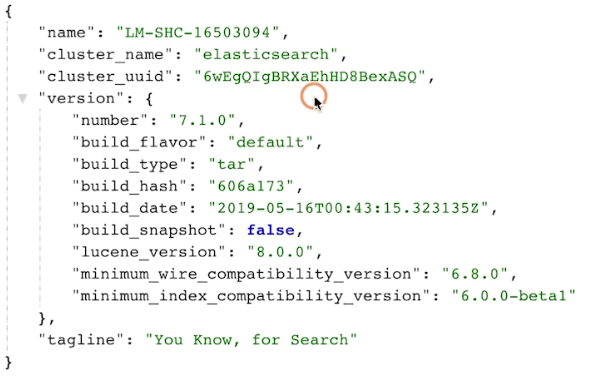 {
"name": "LM-SHC-16503094",
"cluster_name": "elasticsearch",
"cluster_uuid": "6wEgQIgBRXaEhHD8BexASQ",
"version": {
"number": "7.1.0",
"build_flavor": "default",
"build_type": "tar",
"build_hash": "606a173",
"build_date": "2019-05-16T00:43:15.323135Z",
"build_snapshot": false,
"lucene_version": "8.0.0",
"minimum_wire_compatibility_version": "6.8.0",
"minimum_index_compatibility_version": "6.0.0-beta1"
},
"tagline": "You Know, for Search"
}